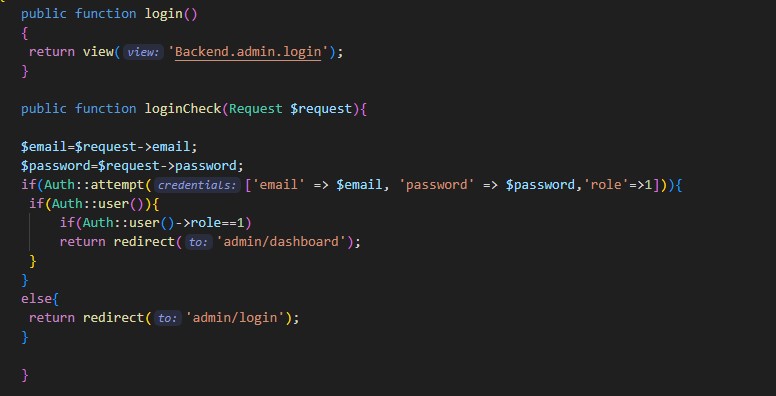 {
public function login()
{
return view( view: 'Backend.admin.login');
}
public function loginCheck(Request $request){
$email=$request->email;
$password=$request->password;
if(Auth::attempt( credentials: ['email' => $email, 'password' => $password,'role'=>1])){
if(Auth::user()){
if(Auth::user()->role==1)
return redirect( to: 'admin/dashboard');
}
}
else{
return redirect( to: 'admin/login');
}
}